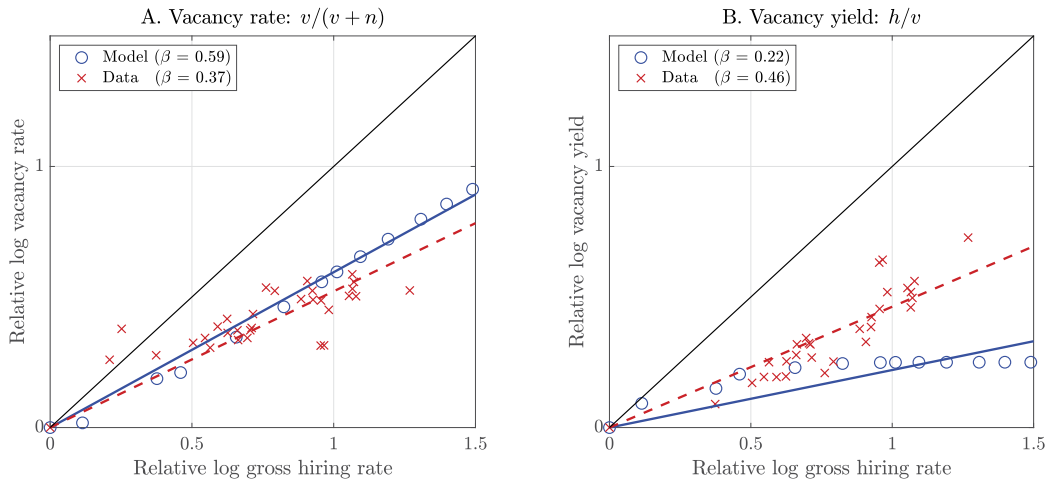 A. Vacancy rate: v/(v + n)
Model (β = 0.59)
Data (β = 0.37)
Relative log vacancy rate
1
0
0
0.5
1
1.5
Relative log gross hiring rate
B. Vacancy yield: h/v
Model (β = 0.22)
Data (β = 0.46)
Relative log vacancy yield
1
0
0
0.5
1
1.5
Relative log gross hiring rate